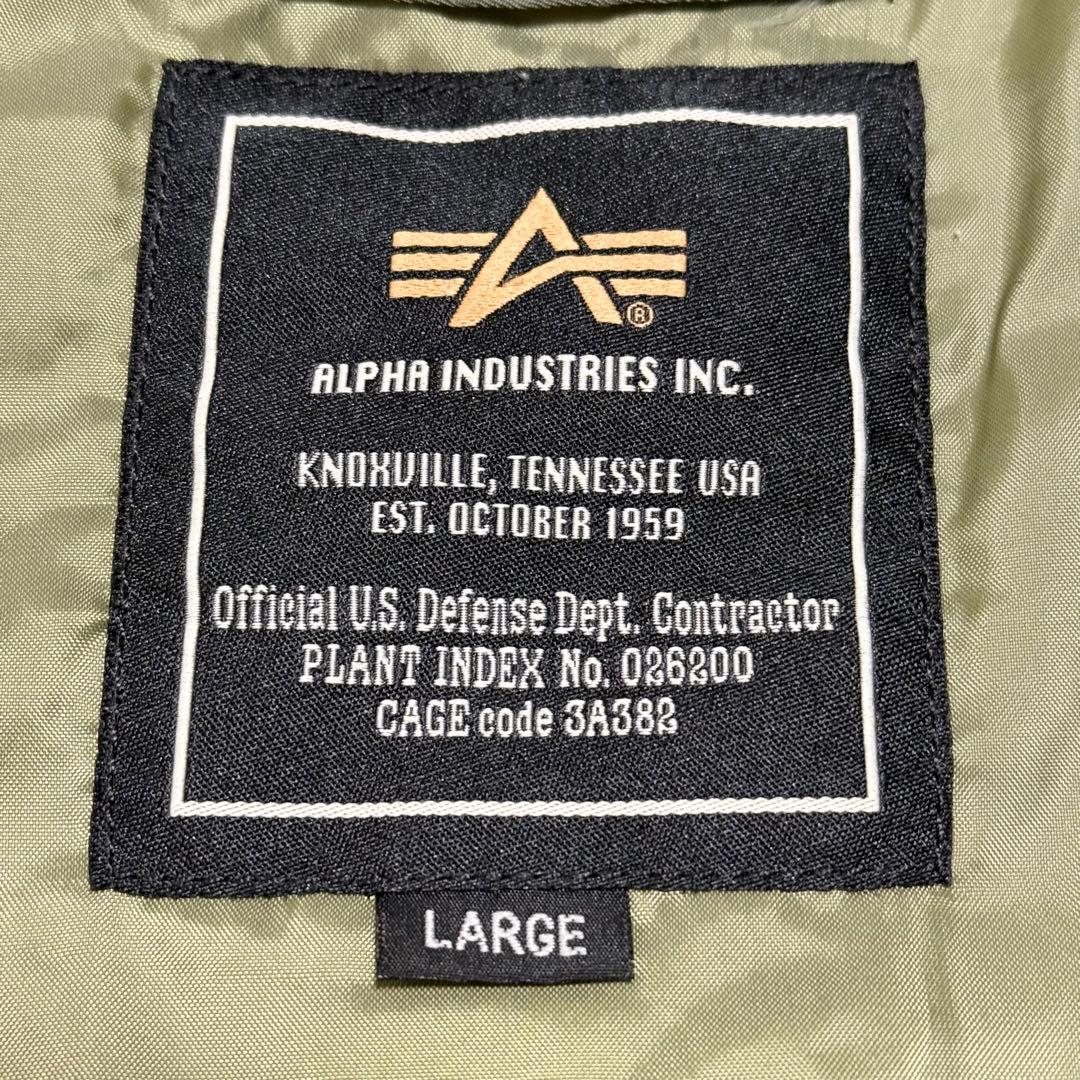 ®
ALPHA INDUSTRIES INC.
KNOXVILLE, TENNESSEE USA
EST. OCTOBER 1959
Official U.S. Defense Dept. Contractor
PLANT INDEX No. 026200
CAGE code 3A382
LARGE